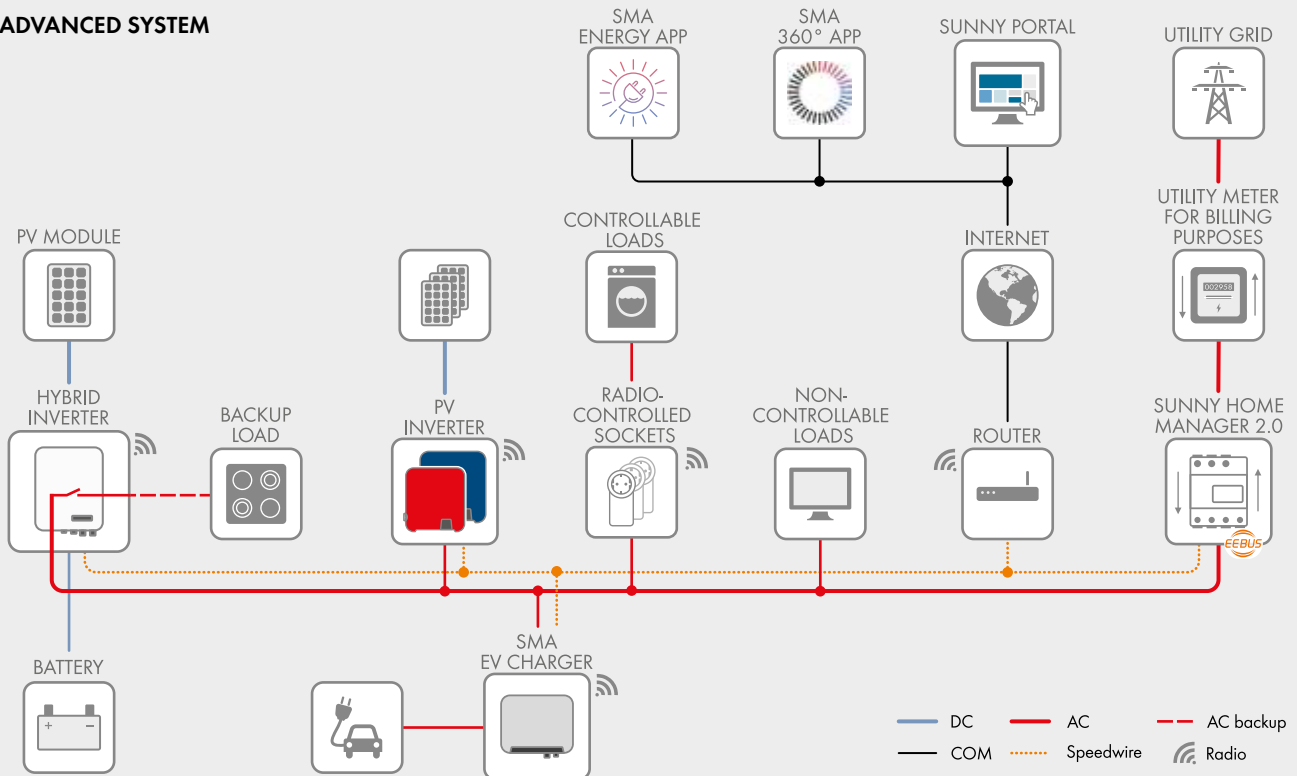 ADVANCED SYSTEM
SMA
ENERGY APP
SMA
360° APP
SUNNY PORTAL
UTILITY GRID
PV MODULE
CONTROLLABLE
LOADS
INTERNET
UTILITY METER
FOR BILLING
PURPOSES
002958
HYBRID
INVERTER
BACKUP
LOAD
PV
INVERTER
RADIO-
CONTROLLED
SOCKETS
NON-
CONTROLLABLE
LOADS
ROUTER
SUNNY HOME
MANAGER 2.0
EEBUS
BATTERY
+ −
SMA
EV CHARGER
DC
AC
AC backup
COM
Speedwire
Radio